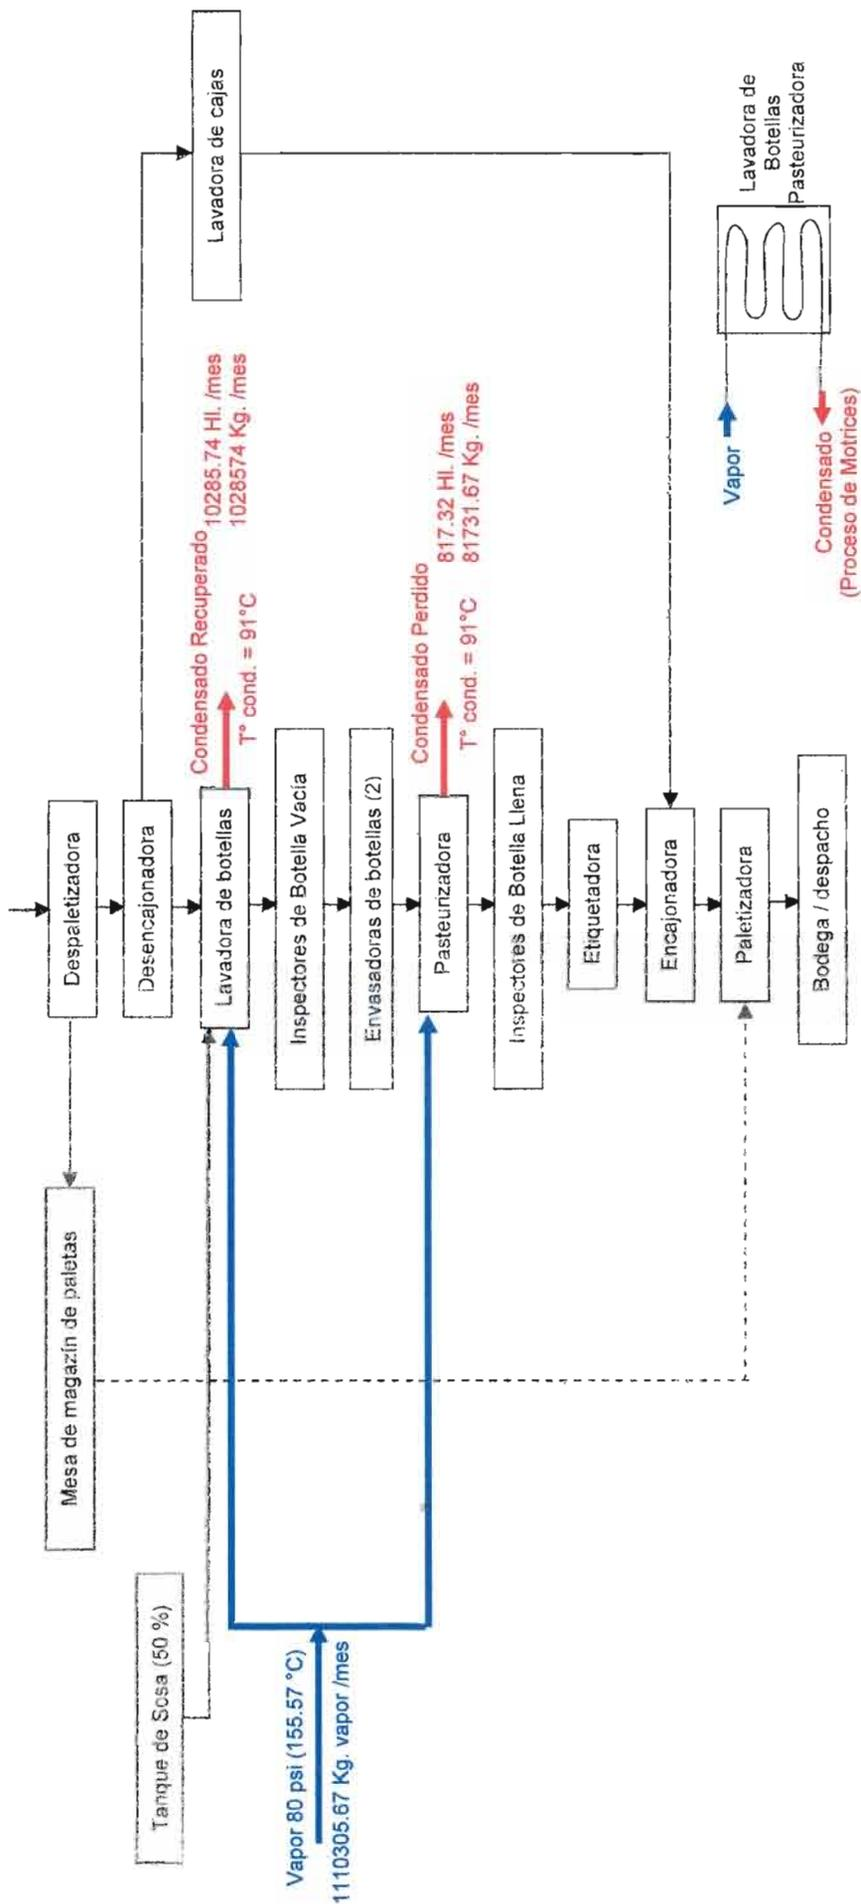 Tanque de Sosa (50 %)
Mesa de magazín de paletas
Vapor 80 psi (155.57 °C)
1110305.67 Kg. vapor /mes
Despaletizadora
Desencajonadora
Lavadora de botellas
Inspectores de Botella Vacía
Envasadoras de botellas (2)
Pasteurizadora
Inspectores de Botella Llena
Etiquetadora
Encajonadora
Paletizadora
Bodega / despacho
Condensado Recuperado
10285.74 Hl. /mes
T° cond. = 91°C
1028574 Kg. /mes
Condensado Perdido
817.32 Hl. /mes
T° cond. = 91°C
81731.67 Kg. /mes
Lavadora de cajas
Vapor
Condensado
(Proceso de Motrices)
Lavadora de
Botellas
Pasteurizadora